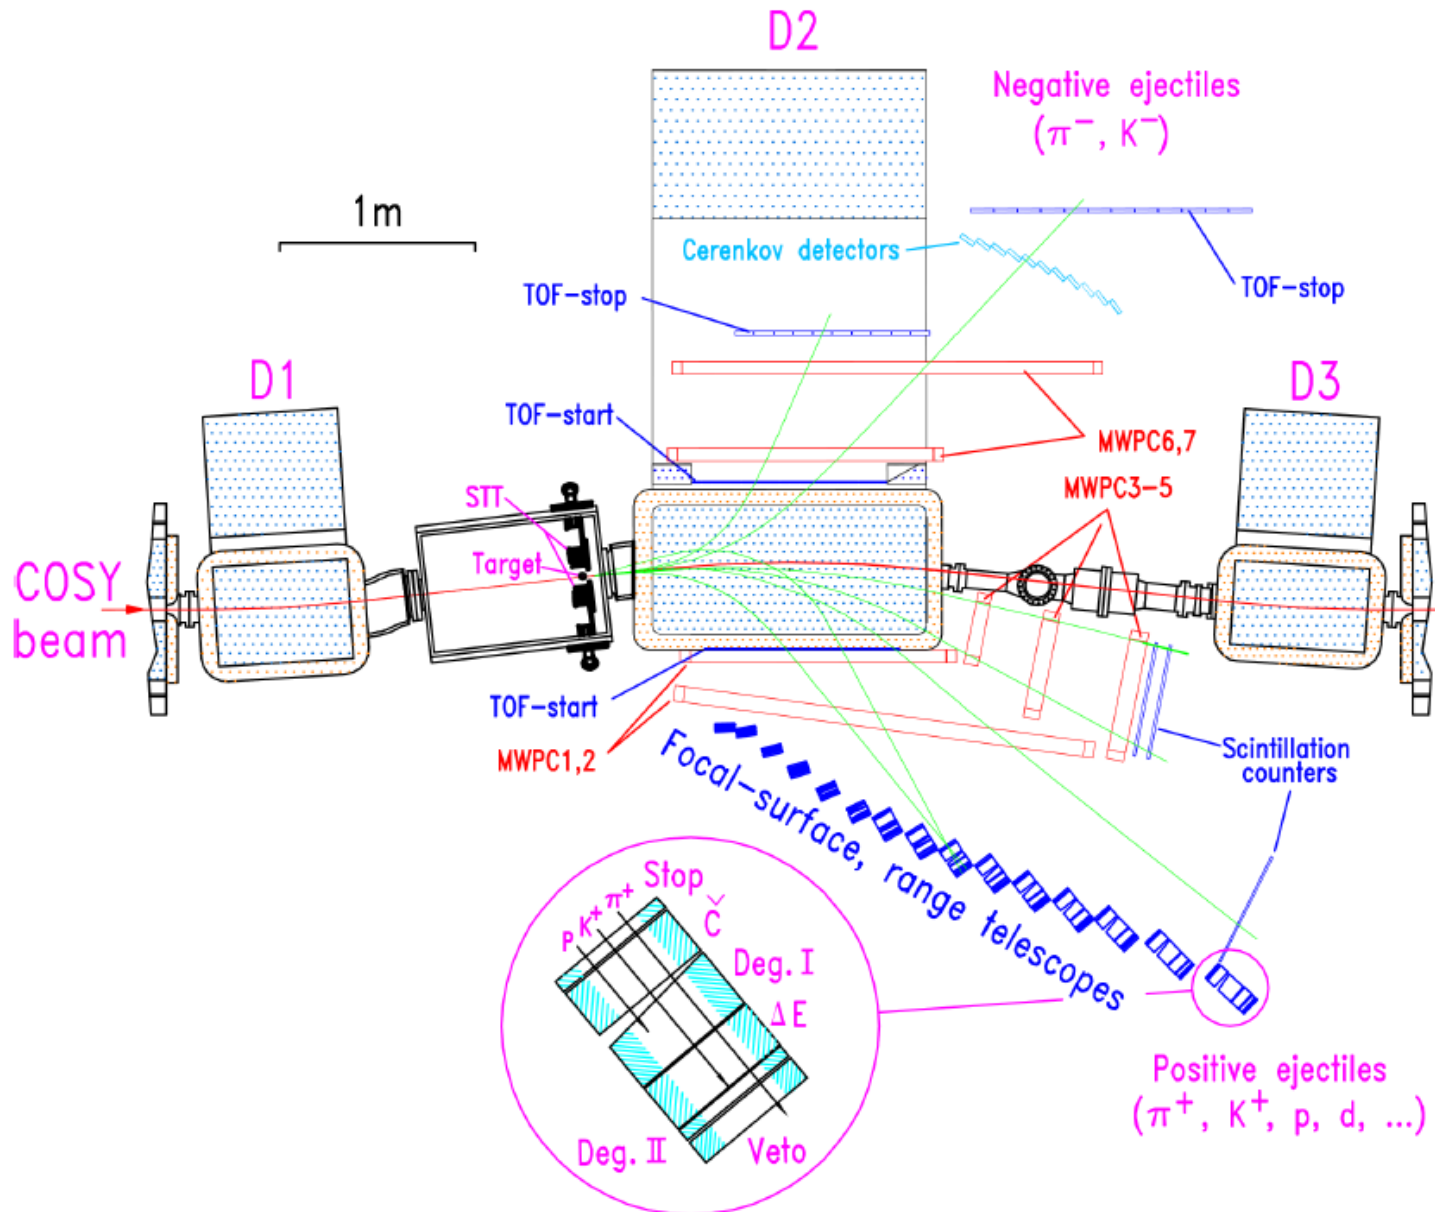 D2
Negative ejectiles
(π⁻, K⁻)
1m
Cerenkov detectors
TOF-stop
TOF-stop
D1
D3
TOF-start
MWPC6,7
STT
MWPC3-5
Target
COSY
beam
TOF-start
MWPC1,2
Scintillation
counters
Focal-surface, range telescopes
Stop
p K⁺ π⁺
Č
Deg. I
ΔE
Deg. II
Veto
Positive ejectiles
(π⁺, K⁺, p, d, ...)